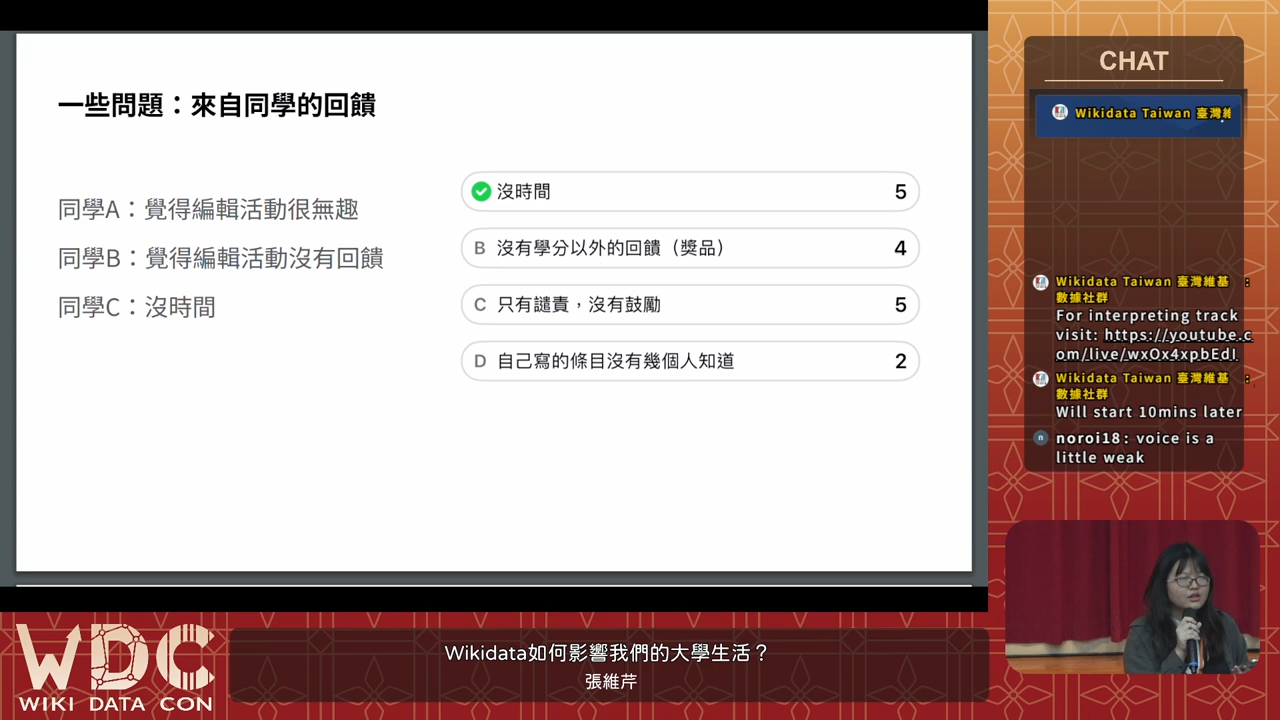 一些問題：來自同學的回饋
同學A：覺得編輯活動很無趣
同學B：覺得編輯活動沒有回饋
同學C：沒時間
沒時間 5
B 沒有學分以外的回饋（獎品） 4
C 只有譴責，沒有鼓勵 5
D 自己寫的條目沒有幾個人知道 2
CHAT
Wikidata Taiwan 臺灣維
Wikidata Taiwan 臺灣維基
數據社群 :
For interpreting track
visit: https://youtube.c
om/live/wxOx4xpbEdI
Wikidata Taiwan 臺灣維基
數據社群 :
Will start 10mins later
n noroi18: voice is a
little weak
WDC
WIKI DATA CON
Wikidata如何影響我們的大學生活？
張維芹